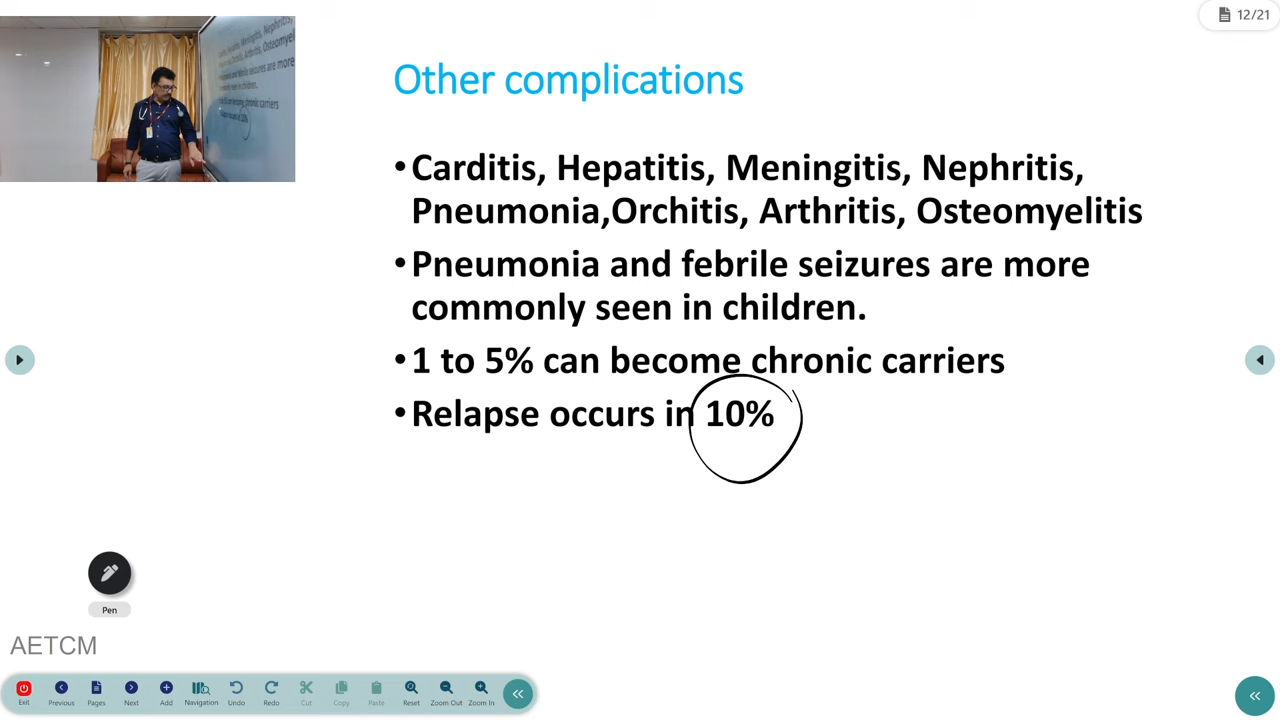 12/21
Other complications
•Carditis, Hepatitis, Meningitis, Nephritis,
Pneumonia,Orchitis, Arthritis, Osteomyelitis
•Pneumonia and febrile seizures are more
commonly seen in children.
•1 to 5% can become chronic carriers
•Relapse occurs in 10%
Pen
AETCM
Exit Previous Pages Next Add Navigation Undo Redo Cut Copy Paste Reset Zoom Out Zoom In